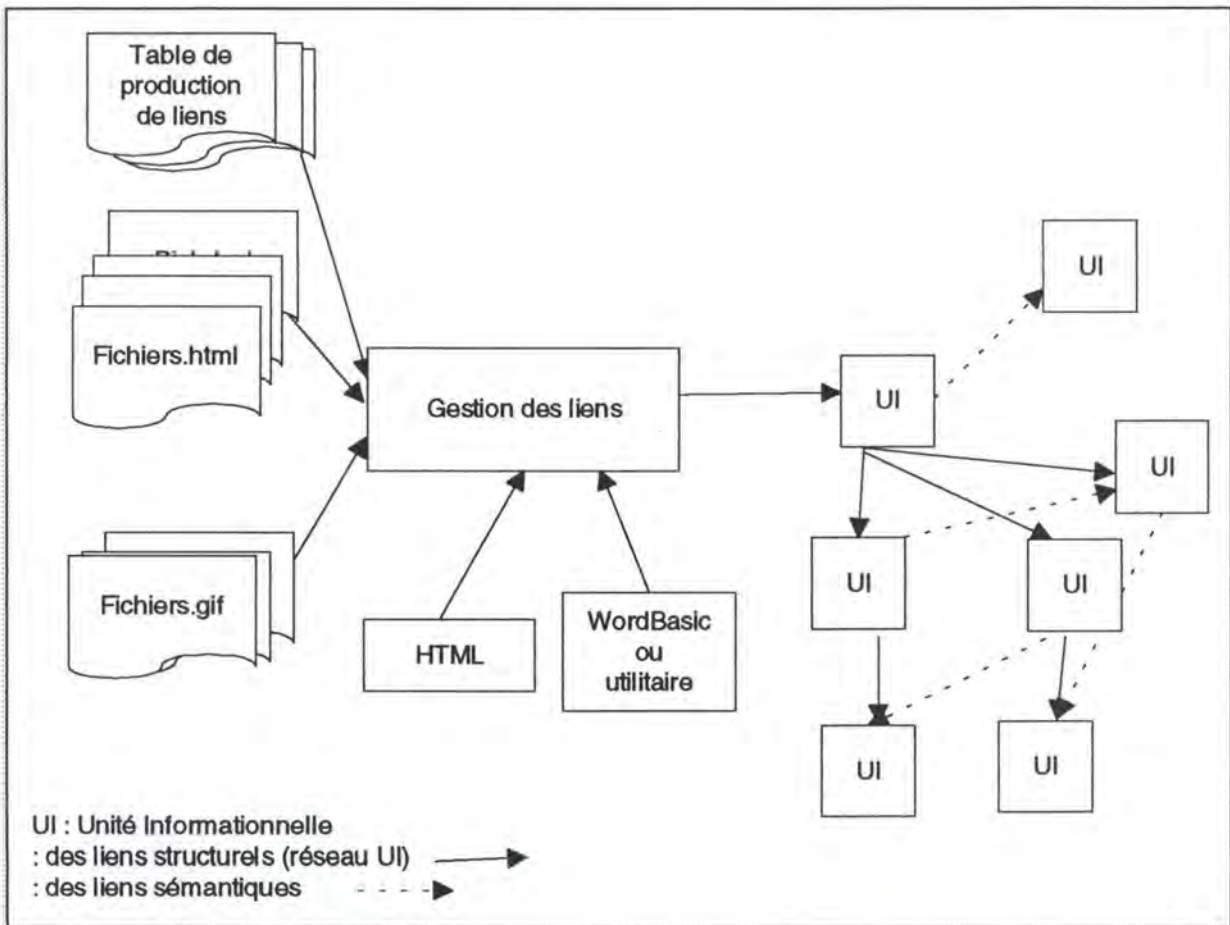 Table de
production
de liens
Fichiers.html
Fichiers.gif
Gestion des liens
HTML
WordBasic
ou
utilitaire
UI
UI
UI
UI
UI
UI
UI
UI : Unité Informationnelle
: des liens structurels (réseau UI)
: des liens sémantiques